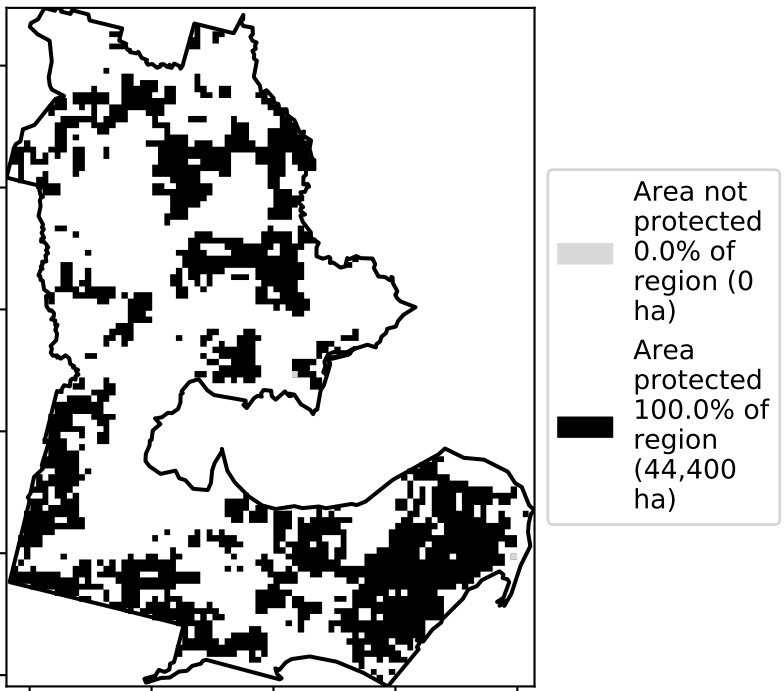 Area not
protected
0.0% of
region (0
ha)
Area
protected
100.0% of
region
(44,400
ha)